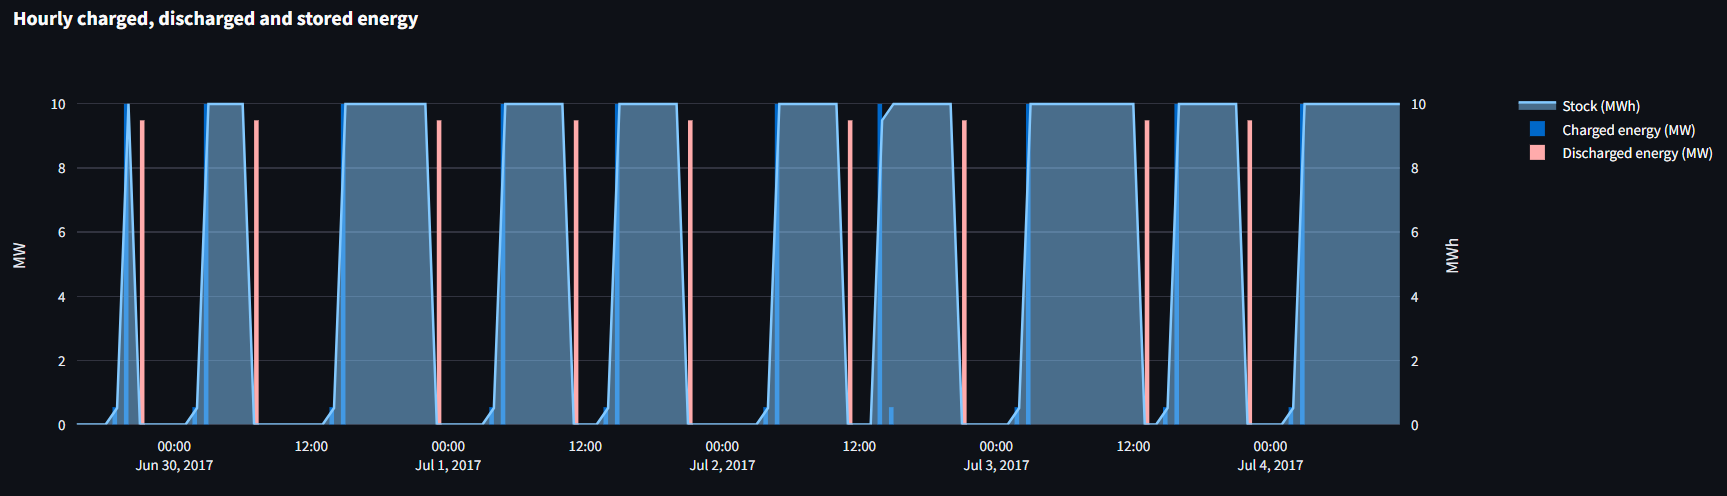 Hourly charged, discharged and stored energy
10
8
6
4
2
0
MW
10
8
6
4
2
0
MWh
00:00
Jun 30, 2017
12:00
00:00
Jul 1, 2017
12:00
00:00
Jul 2, 2017
12:00
00:00
Jul 3, 2017
12:00
00:00
Jul 4, 2017
Stock (MWh)
Charged energy (MW)
Discharged energy (MW)